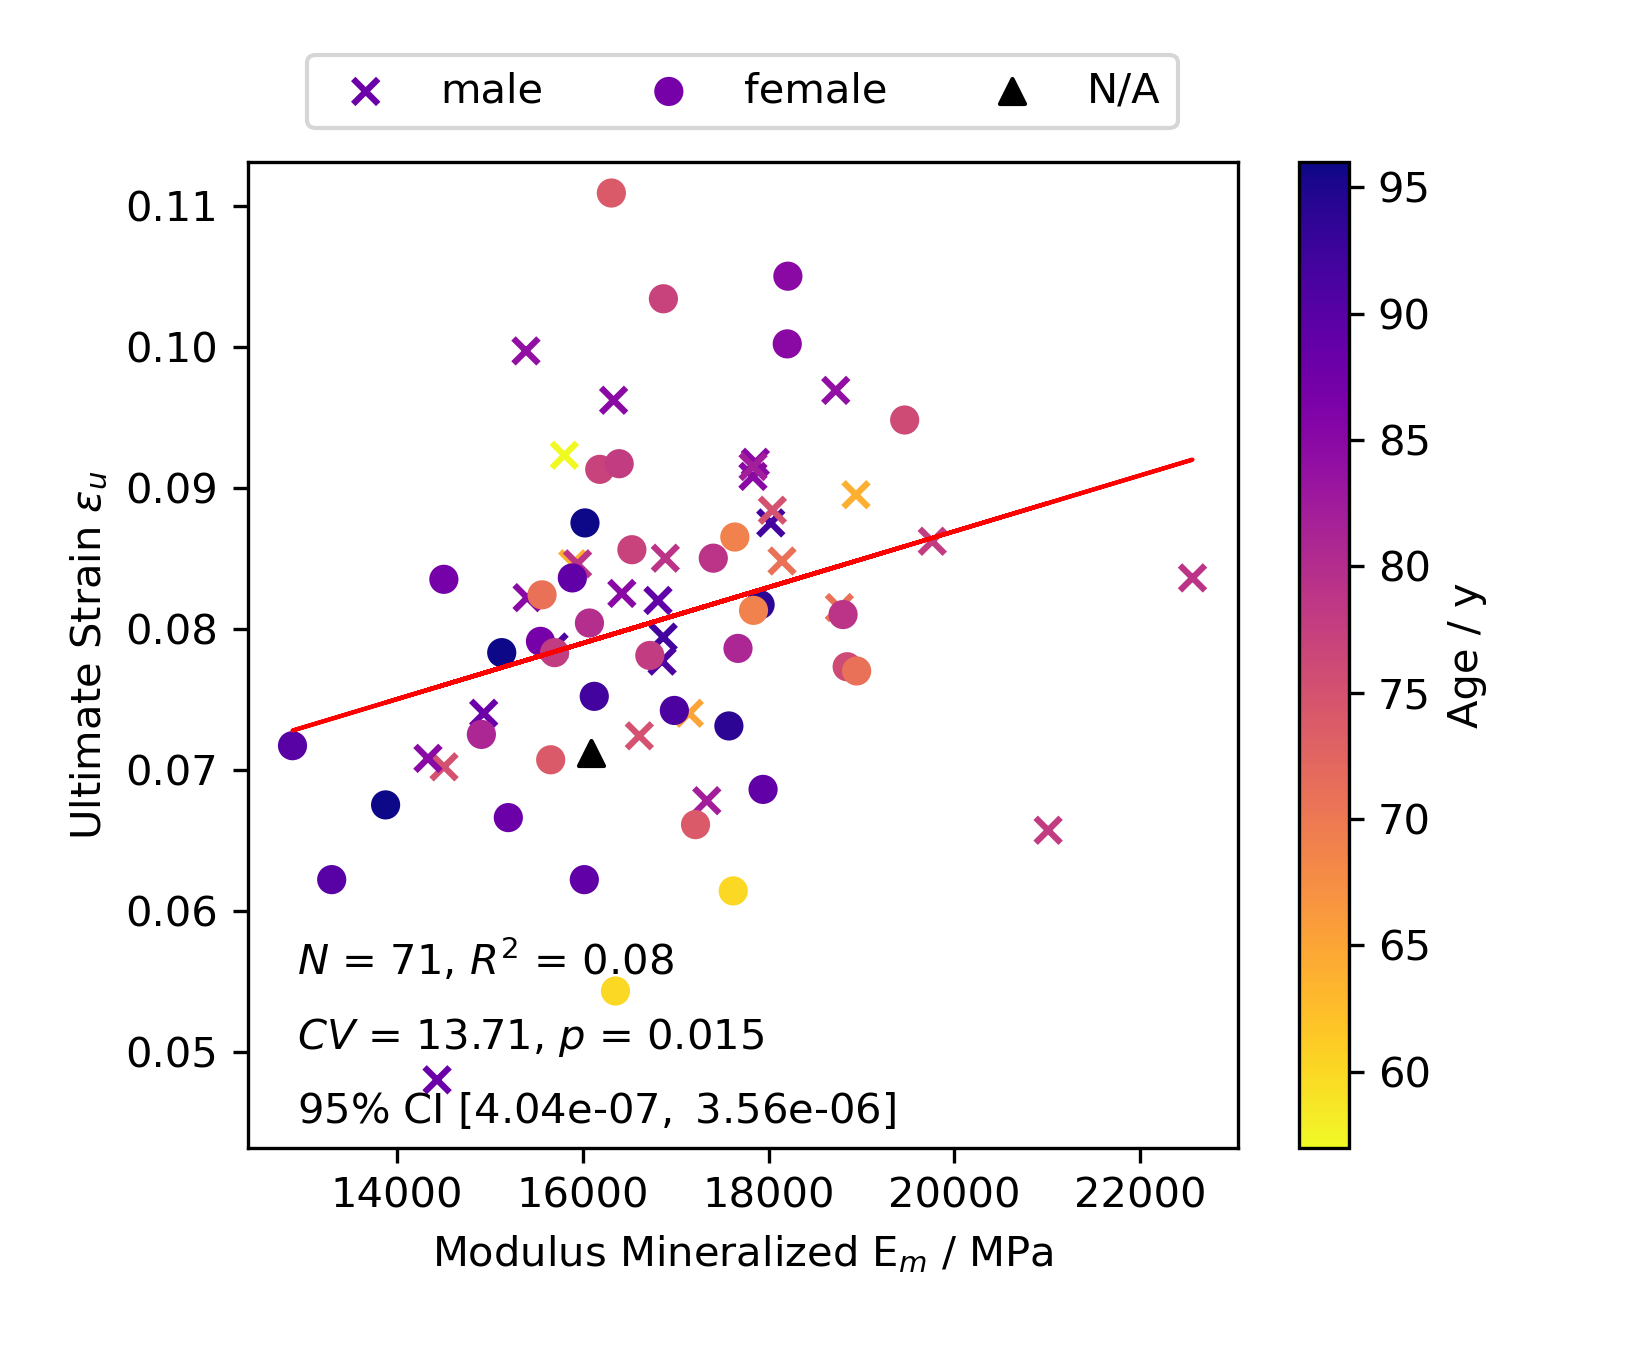 male female N/A
0.11
0.10
0.09
0.08
0.07
0.06
0.05
Ultimate Strain εᵤ
N = 71, R² = 0.08
CV = 13.71, p = 0.015
95% CI [4.04e-07, 3.56e-06]
14000 16000 18000 20000 22000
Modulus Mineralized Eₘ / MPa
95
90
85
80
75
70
65
60
Age / y